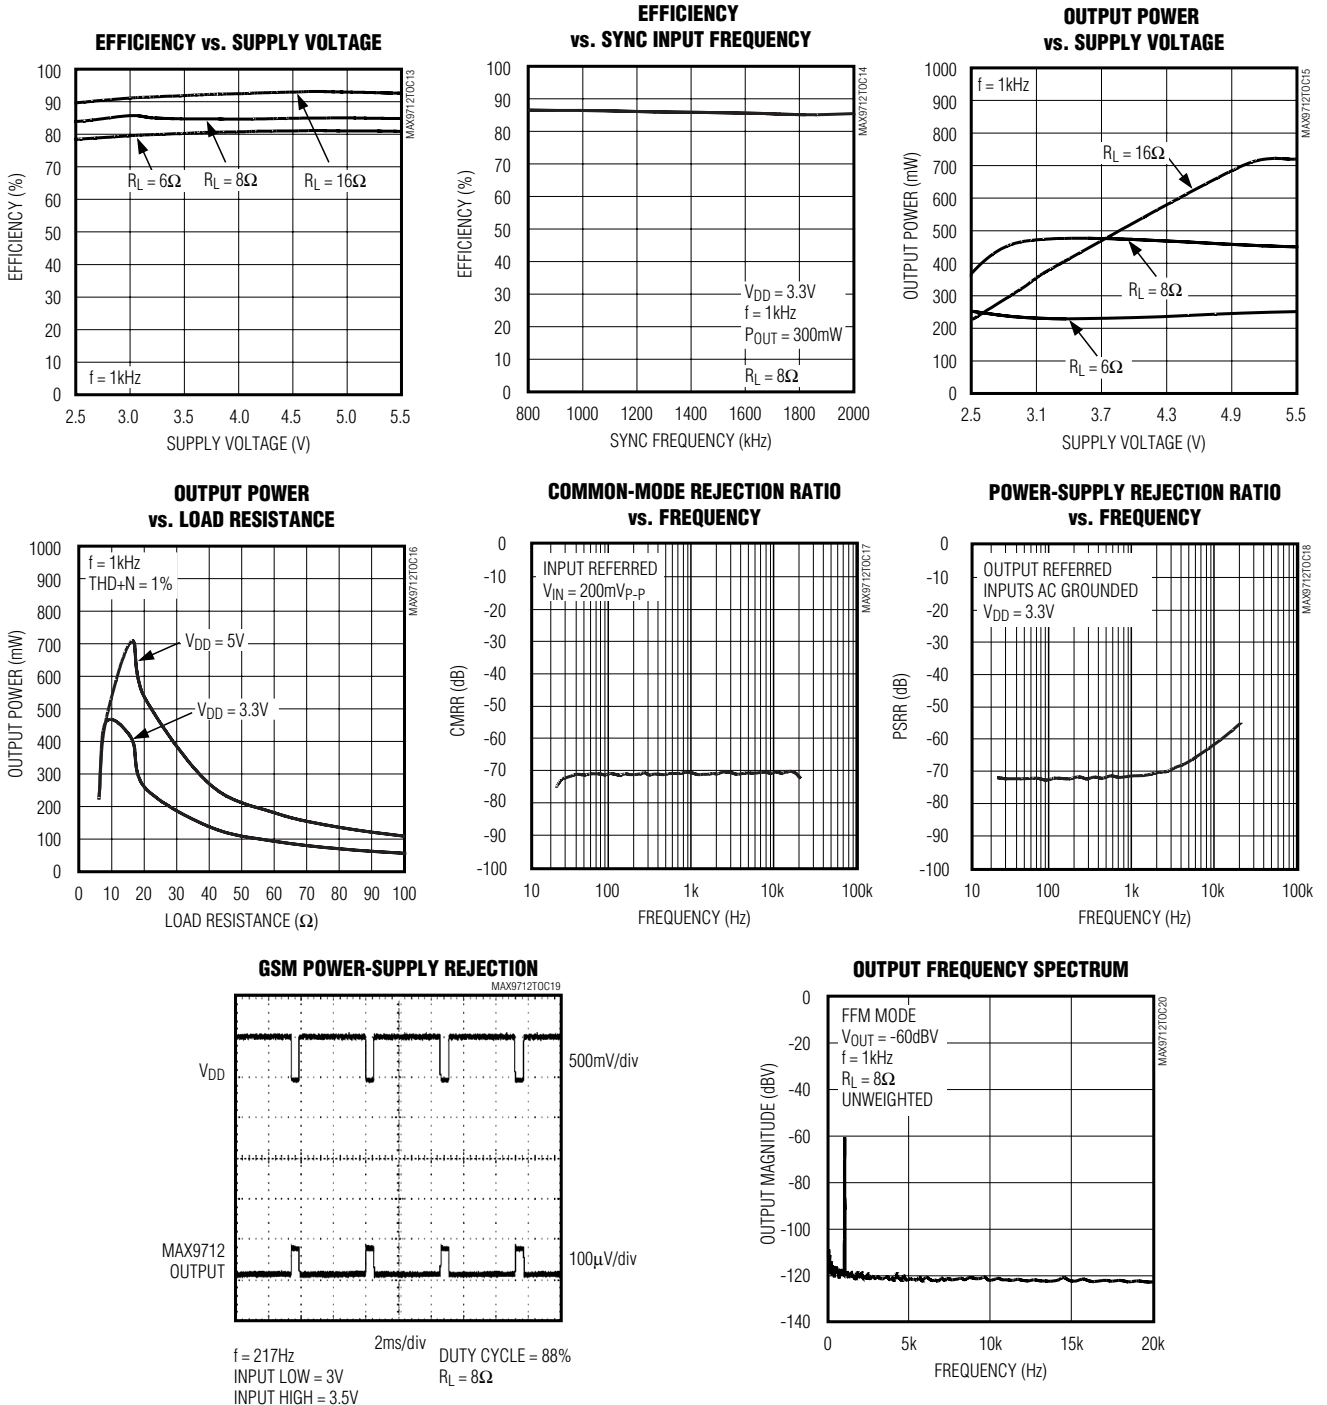 EFFICIENCY vs. SUPPLY VOLTAGE
MAX9712TOC13
100
90
80
70
60
50
40
30
20
10
0
EFFICIENCY (%)
RL = 6Ω
RL = 8Ω
RL = 16Ω
f = 1kHz
2.5 3.0 3.5 4.0 4.5 5.0 5.5
SUPPLY VOLTAGE (V)
EFFICIENCY
vs. SYNC INPUT FREQUENCY
MAX9712TOC14
100
90
80
70
60
50
40
30
20
10
0
EFFICIENCY (%)
VDD = 3.3V
f = 1kHz
POUT = 300mW
RL = 8Ω
800 1000 1200 1400 1600 1800 2000
SYNC FREQUENCY (kHz)
OUTPUT POWER
vs. SUPPLY VOLTAGE
MAX9712TOC15
1000
900
800
700
600
500
400
300
200
100
0
OUTPUT POWER (mW)
f = 1kHz
RL = 16Ω
RL = 8Ω
RL = 6Ω
2.5 3.1 3.7 4.3 4.9 5.5
SUPPLY VOLTAGE (V)
OUTPUT POWER
vs. LOAD RESISTANCE
MAX9712TOC16
1000
900
800
700
600
500
400
300
200
100
0
OUTPUT POWER (mW)
f = 1kHz
THD+N = 1%
VDD = 5V
VDD = 3.3V
0 10 20 30 40 50 60 70 80 90 100
LOAD RESISTANCE (Ω)
COMMON-MODE REJECTION RATIO
vs. FREQUENCY
MAX9712TOC17
0
-10
-20
-30
-40
-50
-60
-70
-80
-90
-100
CMRR (dB)
INPUT REFERRED
VIN = 200mVP-P
10 100 1k 10k 100k
FREQUENCY (Hz)
POWER-SUPPLY REJECTION RATIO
vs. FREQUENCY
MAX9712TOC18
0
-10
-20
-30
-40
-50
-60
-70
-80
-90
-100
PSRR (dB)
OUTPUT REFERRED
INPUTS AC GROUNDED
VDD = 3.3V
10 100 1k 10k 100k
FREQUENCY (Hz)
GSM POWER-SUPPLY REJECTION
MAX9712TOC19
VDD
500mV/div
MAX9712
OUTPUT
100μV/div
2ms/div
f = 217Hz
INPUT LOW = 3V
INPUT HIGH = 3.5V
DUTY CYCLE = 88%
RL = 8Ω
OUTPUT FREQUENCY SPECTRUM
MAX9712TOC20
0
-20
-40
-60
-80
-100
-120
-140
OUTPUT MAGNITUDE (dBV)
FFM MODE
VOUT = -60dBV
f = 1kHz
RL = 8Ω
UNWEIGHTED
0 5k 10k 15k 20k
FREQUENCY (Hz)